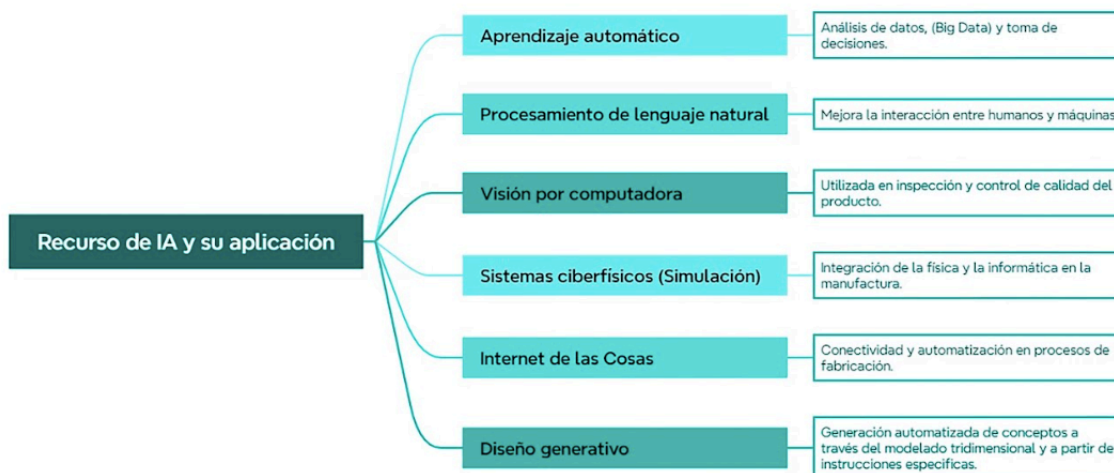 Recurso de IA y su aplicación
Aprendizaje automático
Análisis de datos, (Big Data) y toma de
decisiones.
Procesamiento de lenguaje natural
Mejora la interacción entre humanos y máquinas
Visión por computadora
Utilizada en inspección y control de calidad del
producto.
Sistemas ciberfísicos (Simulación)
Integración de la física y la informática en la
manufactura.
Internet de las Cosas
Conectividad y automatización en procesos de
fabricación.
Diseño generativo
Generación automatizada de conceptos a
través del modelado tridimensional y a partir de
instrucciones especificas.